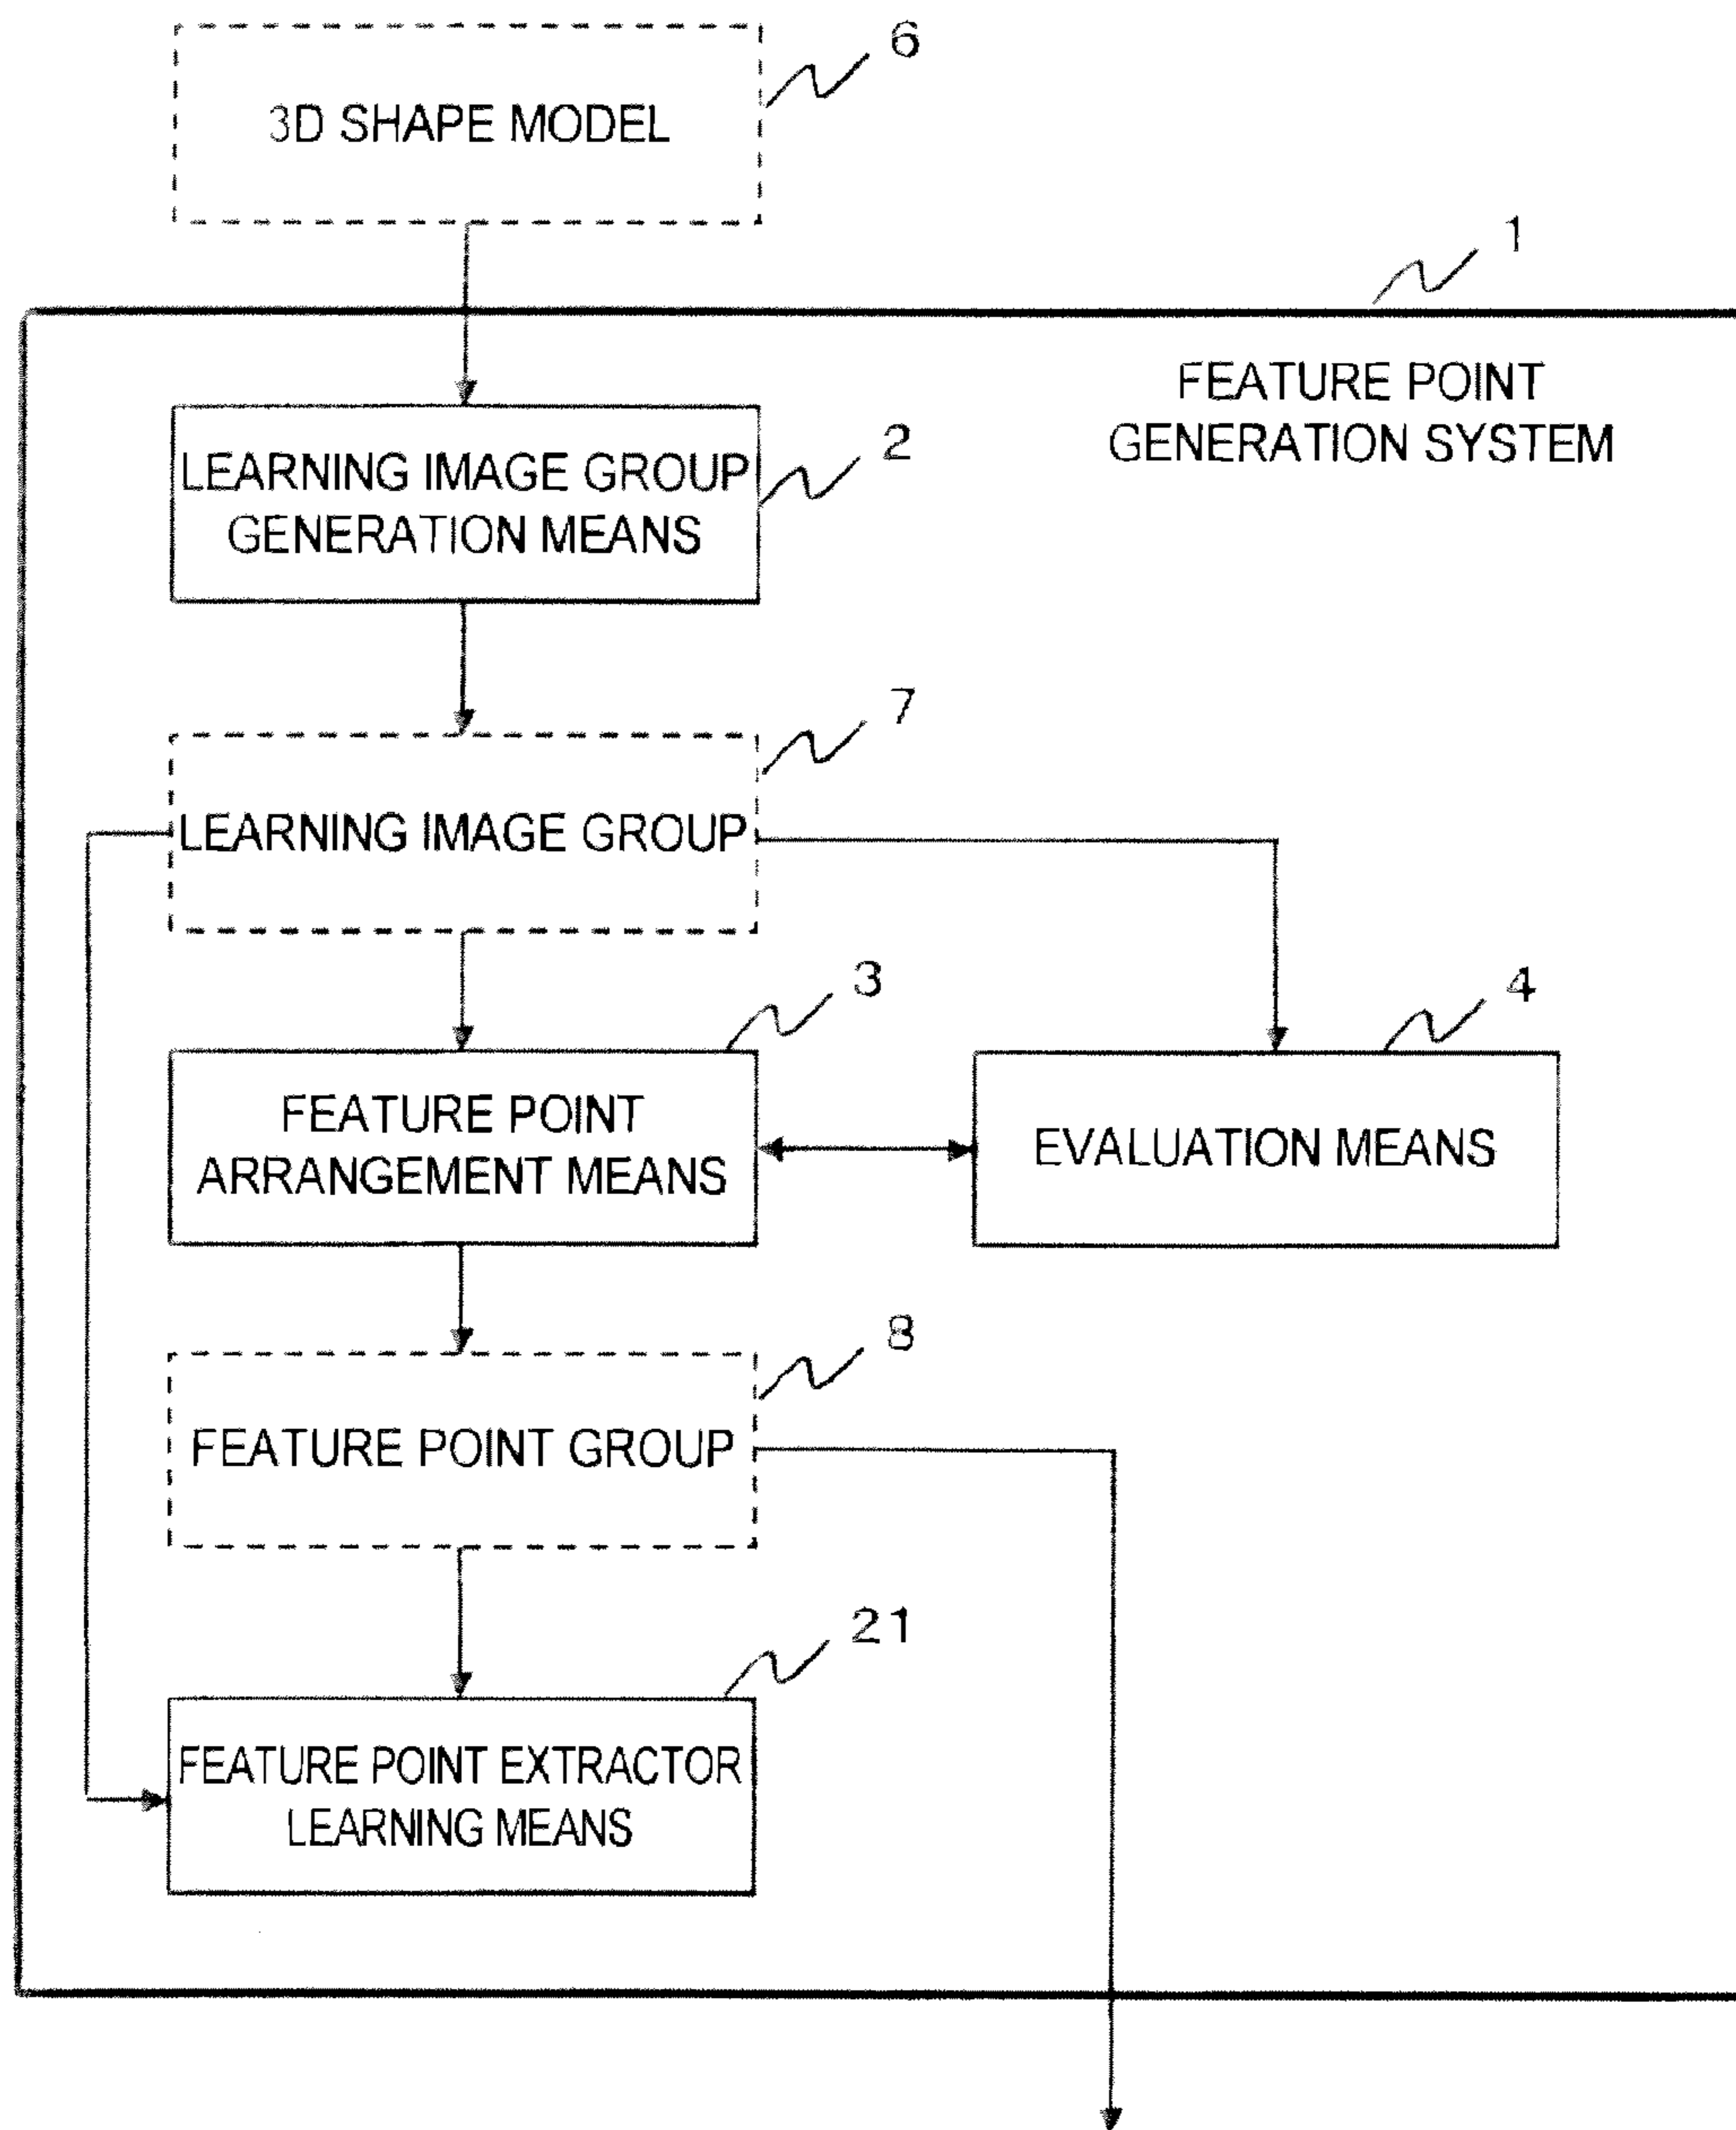 6
3D SHAPE MODEL
1
FEATURE POINT
GENERATION SYSTEM
2
LEARNING IMAGE GROUP
GENERATION MEANS
7
LEARNING IMAGE GROUP
3
4
FEATURE POINT
ARRANGEMENT MEANS
EVALUATION MEANS
8
FEATURE POINT GROUP
21
FEATURE POINT EXTRACTOR
LEARNING MEANS